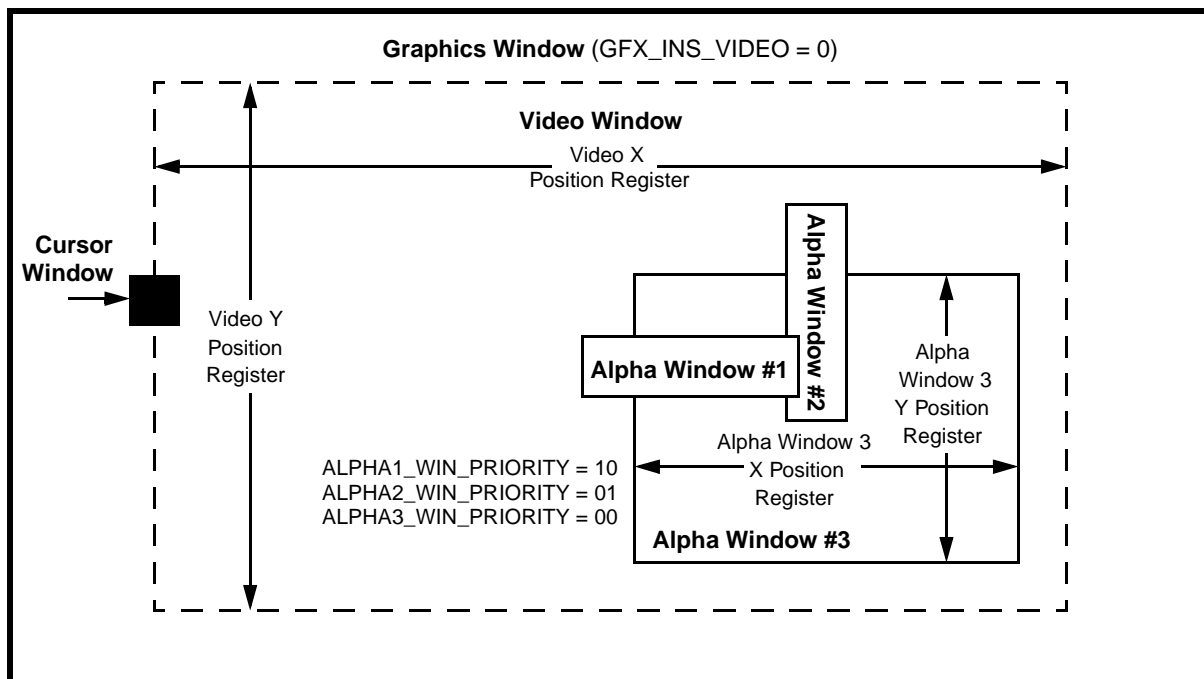 Graphics Window (GFX_INS_VIDEO = 0)
Video Window
Video X
Position Register
Cursor
Window
Video Y
Position
Register
Alpha Window #2
Alpha Window #1
Alpha
Window 3
Y Position
Register
Alpha Window 3
X Position
Register
ALPHA1_WIN_PRIORITY = 10
ALPHA2_WIN_PRIORITY = 01
ALPHA3_WIN_PRIORITY = 00
Alpha Window #3